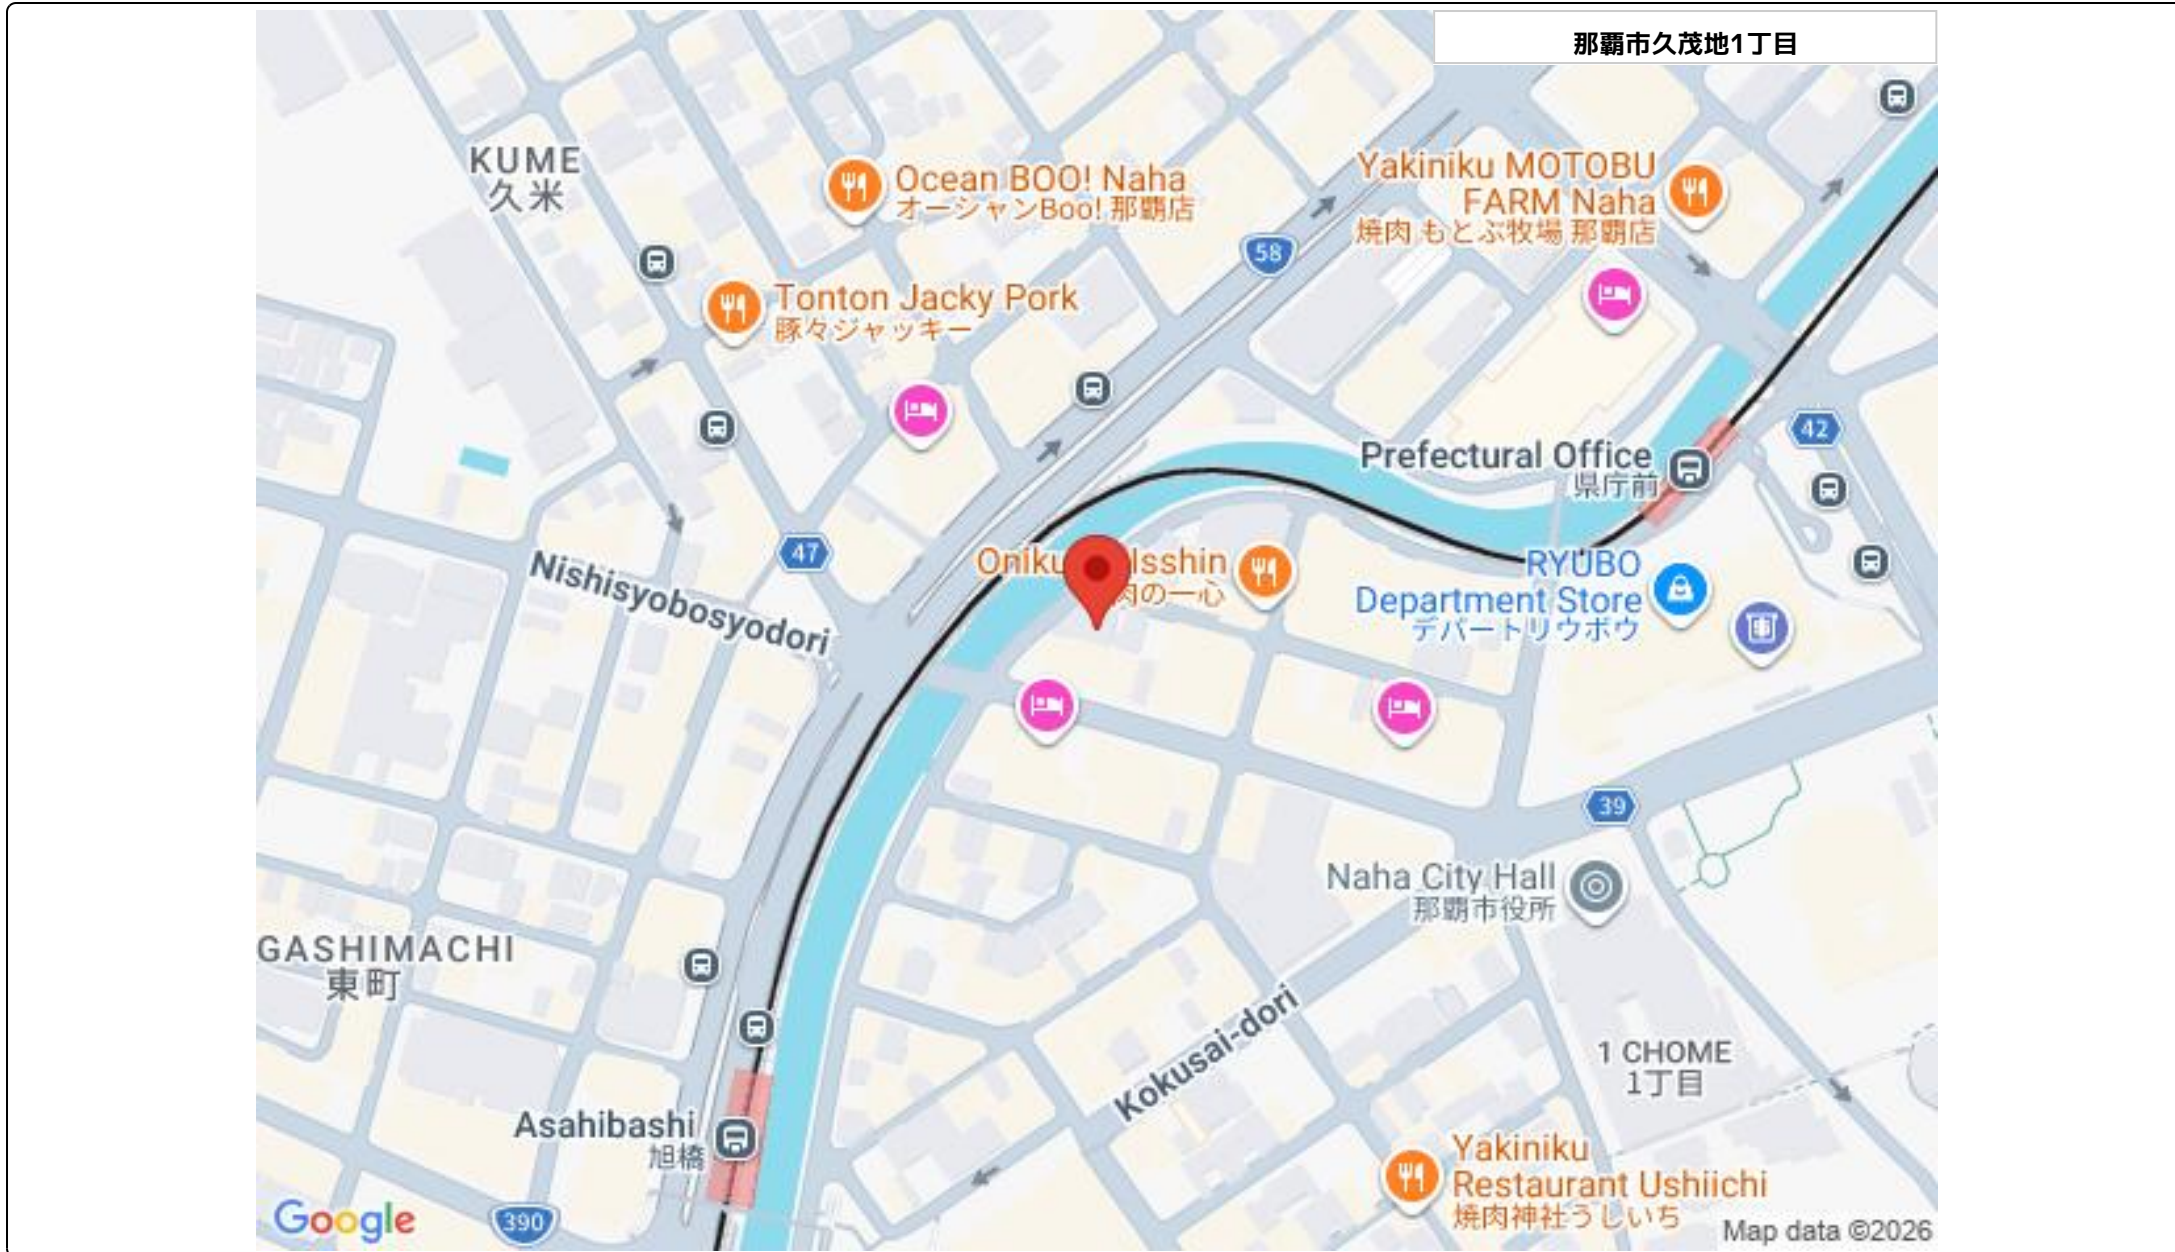 那覇市久茂地1丁目
KUME
久米
Ocean BOO! Naha
オーシャンBoo! 那覇店
Yakiniku MOTOBU
FARM Naha
焼肉 もとぶ牧場 那覇店
58
Tonton Jacky Pork
豚々ジャッキー
42
Prefectural Office
県庁前
47
Nishisyobosyodori
Issihin
肉の一心
RYUBO
Department Store
デパートリウボウ
39
Naha City Hall
那覇市役所
GASHIMACHI
東町
Kokusai-dori
1 CHOME
1丁目
Asahibashi
旭橋
Yakiniku
Restaurant Ushiichi
焼肉神社うしいち
390
Google
Map data ©2026